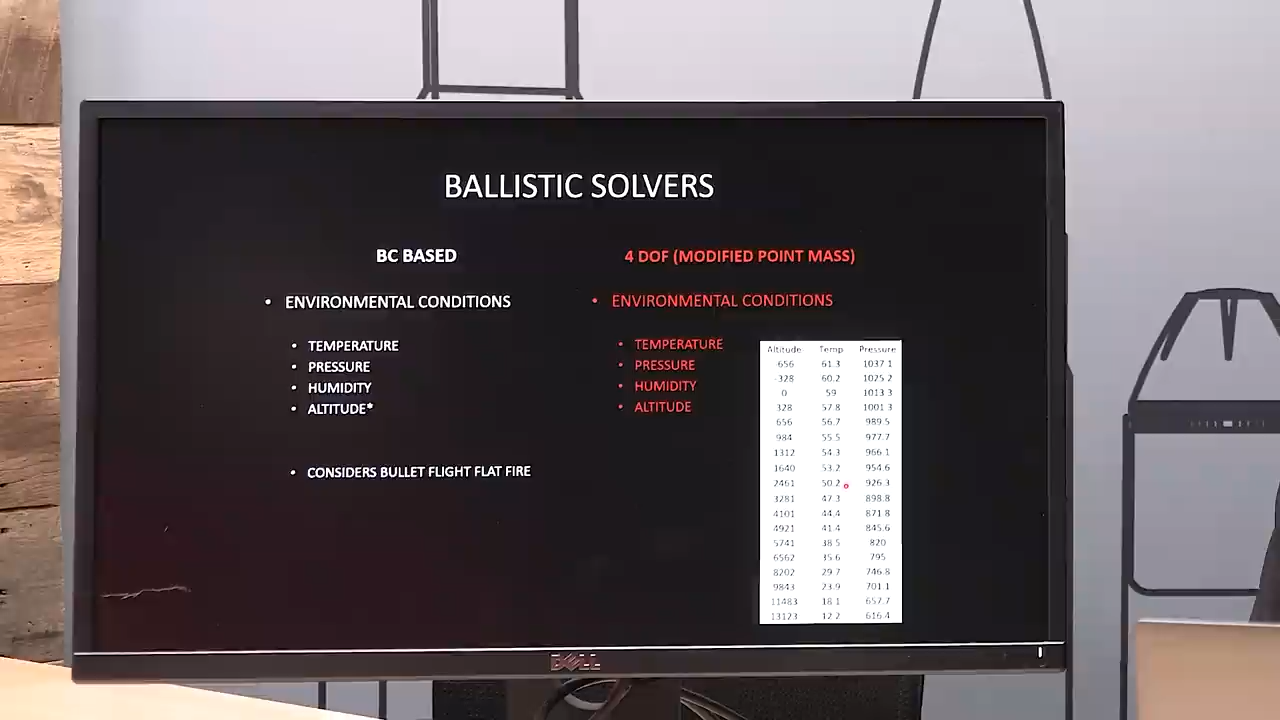 BALLISTIC SOLVERS
BC BASED
• ENVIRONMENTAL CONDITIONS
• TEMPERATURE
• PRESSURE
• HUMIDITY
• ALTITUDE*
• CONSIDERS BULLET FLIGHT FLAT FIRE
4 DOF (MODIFIED POINT MASS)
• ENVIRONMENTAL CONDITIONS
• TEMPERATURE
• PRESSURE
• HUMIDITY
• ALTITUDE
Altitude Temp Pressure
-656 61.3 1037.1
-328 60.2 1025.2
0 59 1013.3
328 57.8 1001.3
656 56.7 989.5
984 55.5 977.7
1312 54.3 966.1
1640 53.2 954.6
2461 50.2 926.3
3281 47.3 898.8
4101 44.4 871.8
4921 41.4 845.6
5741 38.5 820
6562 35.6 795
8202 29.7 746.8
9843 23.9 701.1
11483 18.1 657.7
13123 12.2 616.4
DELL